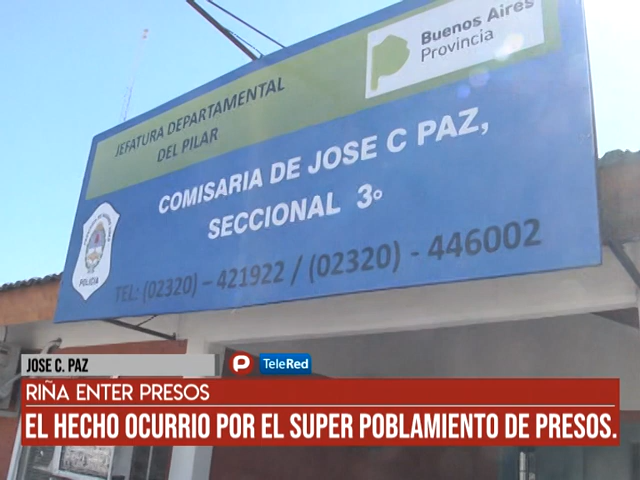 Buenos Aires
Provincia
JEFATURA DEPARTAMENTAL
DEL PILAR
COMISARIA DE JOSE C PAZ,
SECCIONAL 3º
TEL: (02320) – 421922 / (02320) - 446002
POLICIA
JOSE C. PAZ
TeleRed
RIÑA ENTER PRESOS
EL HECHO OCURRIO POR EL SUPER POBLAMIENTO DE PRESOS.